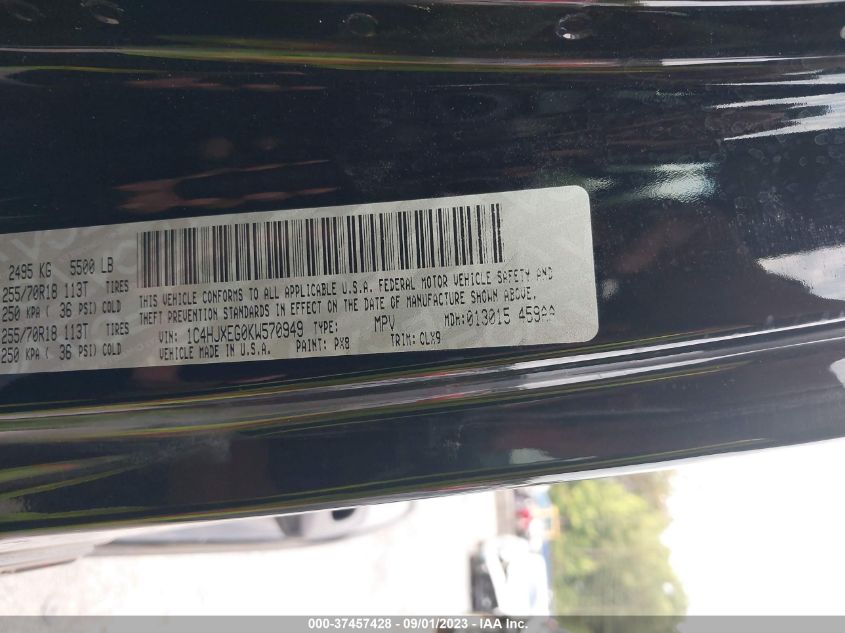 2495 KG 5500 LB
255/70R18 113T TIRES
250 KPA ( 36 PSI) COLD
255/70R18 113T TIRES
250 KPA ( 36 PSI) COLD
THIS VEHICLE CONFORMS TO ALL APPLICABLE U.S.A. FEDERAL MOTOR VEHICLE SAFETY AND
THEFT PREVENTION STANDARDS IN EFFECT ON THE DATE OF MANUFACTURE SHOWN ABOVE.
VIN: 1C4HJXEG0KW570949 TYPE: MPV MDH: 013015 459AA
MADE IN U.S.A. PAINT: PX8 TRIM: CLX9
000-37457428 - 09/01/2023 - IAA Inc.